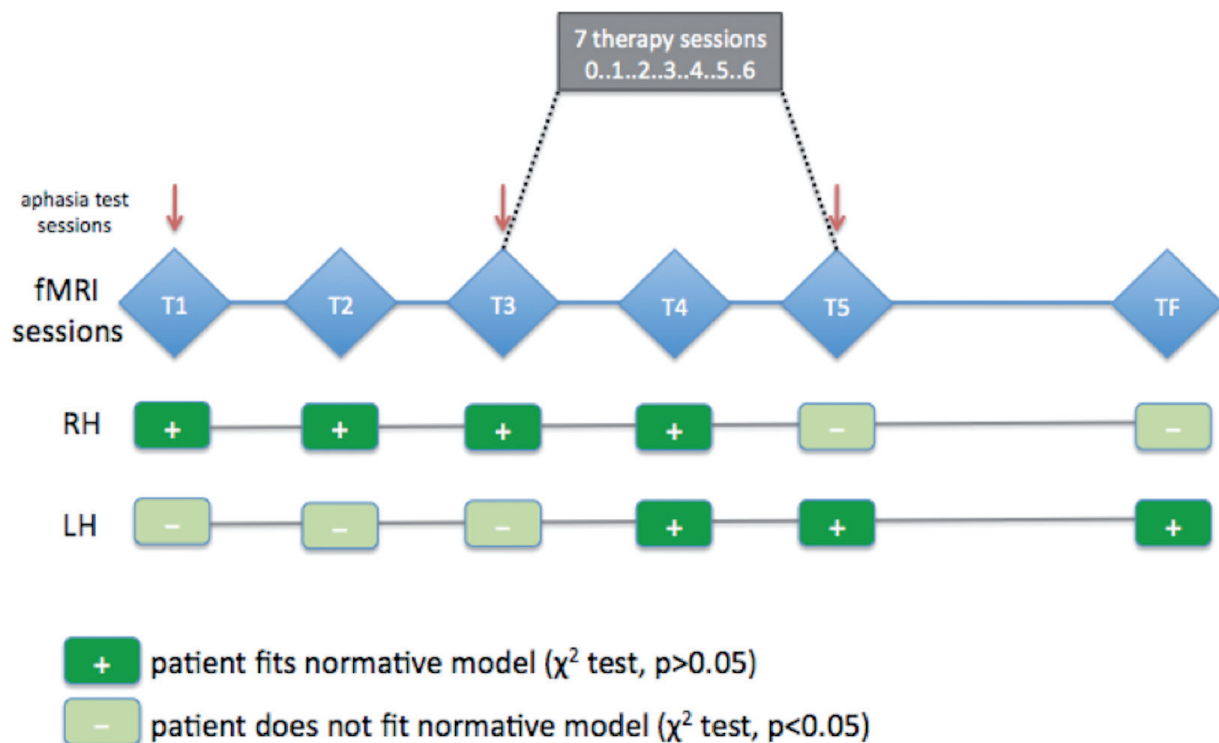 7 therapy sessions
0..1..2..3..4..5..6
aphasia test
sessions
fMRI
sessions
T1 T2 T3 T4 T5 TF
RH + + + + − −
LH − − − + + +
+ patient fits normative model (χ² test, p>0.05)
− patient does not fit normative model (χ² test, p<0.05)